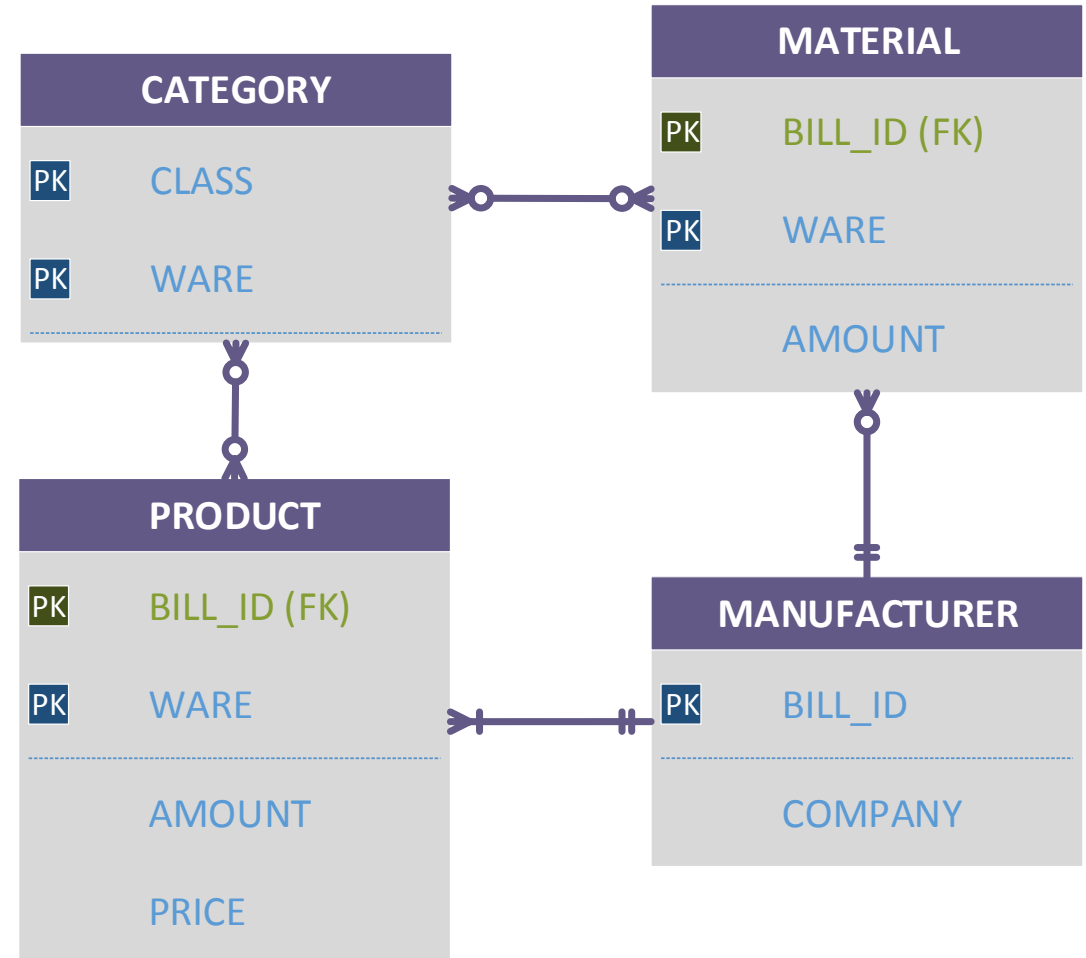 CATEGORY
PK CLASS
PK WARE
MATERIAL
PK BILL_ID (FK)
PK WARE
AMOUNT
PRODUCT
PK BILL_ID (FK)
PK WARE
AMOUNT
PRICE
MANUFACTURER
PK BILL_ID
COMPANY